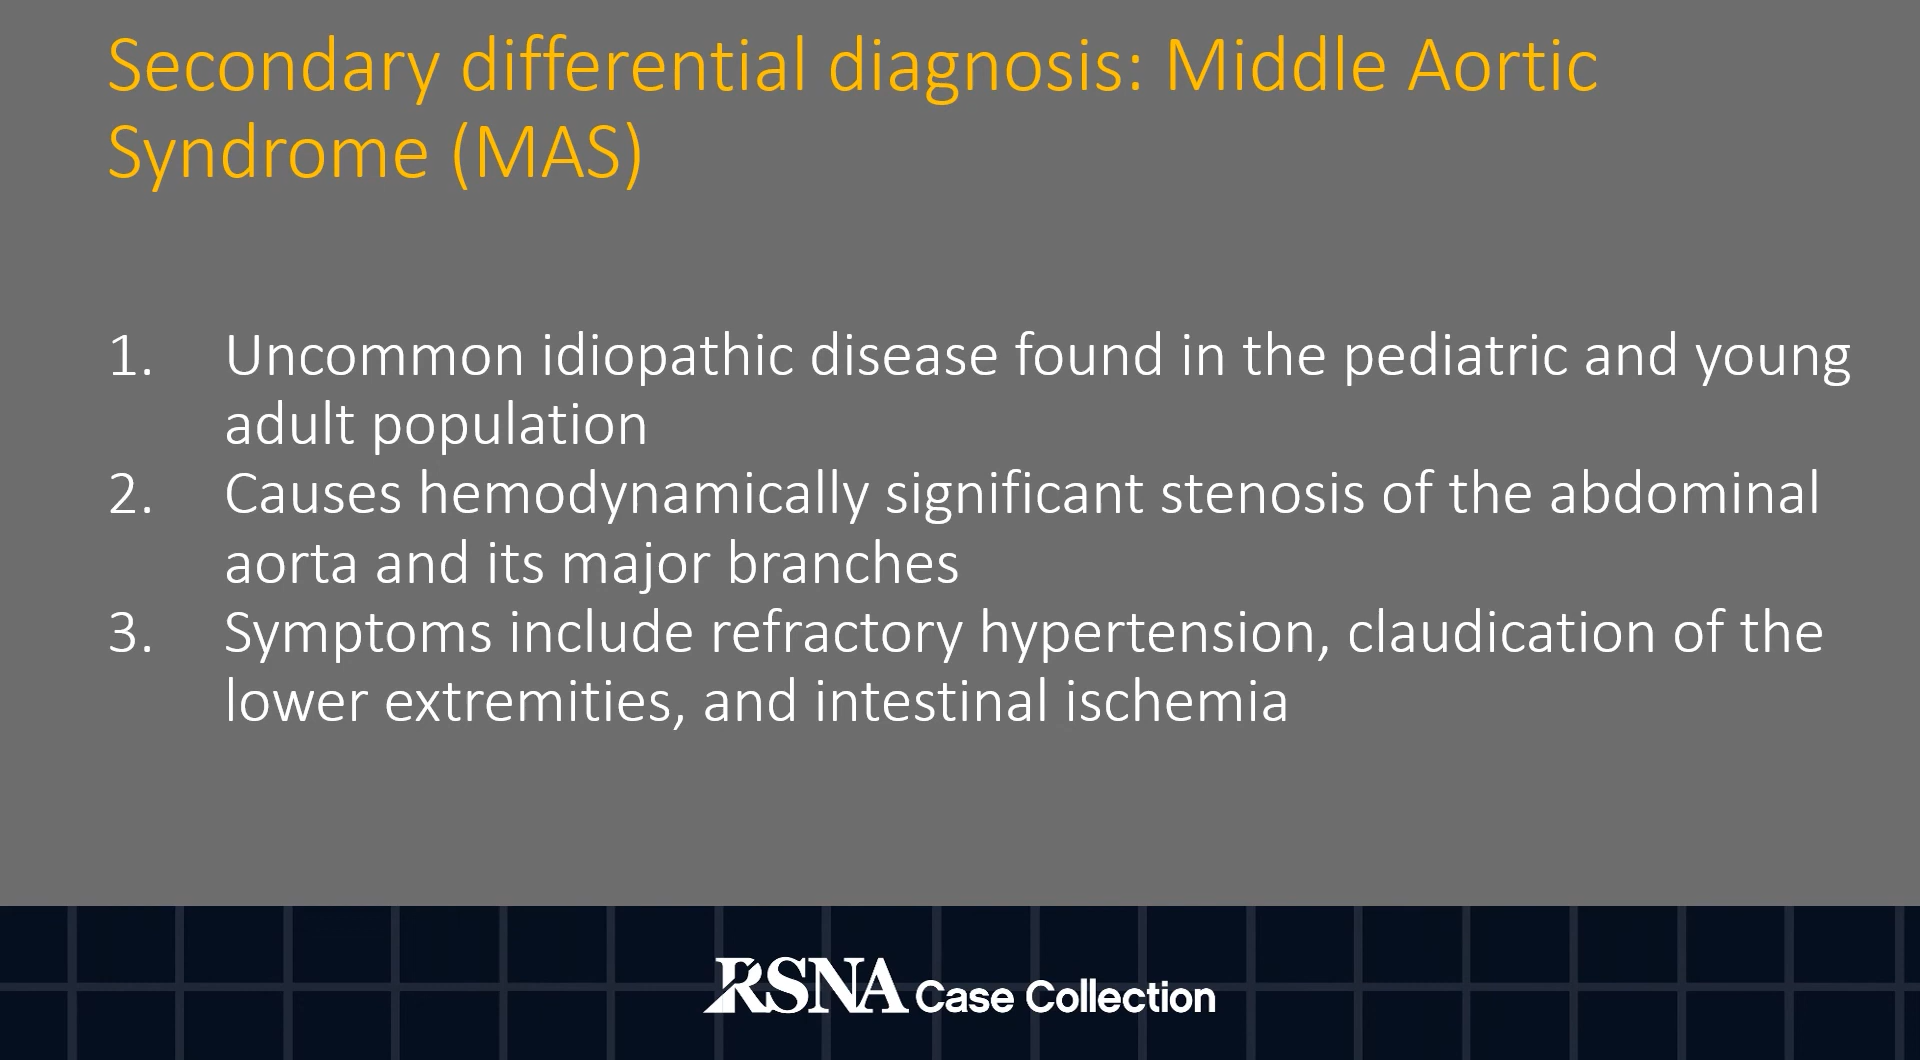 Secondary differential diagnosis: Middle Aortic
Syndrome (MAS)
1. Uncommon idiopathic disease found in the pediatric and young
adult population
2. Causes hemodynamically significant stenosis of the abdominal
aorta and its major branches
3. Symptoms include refractory hypertension, claudication of the
lower extremities, and intestinal ischemia
RSNA Case Collection